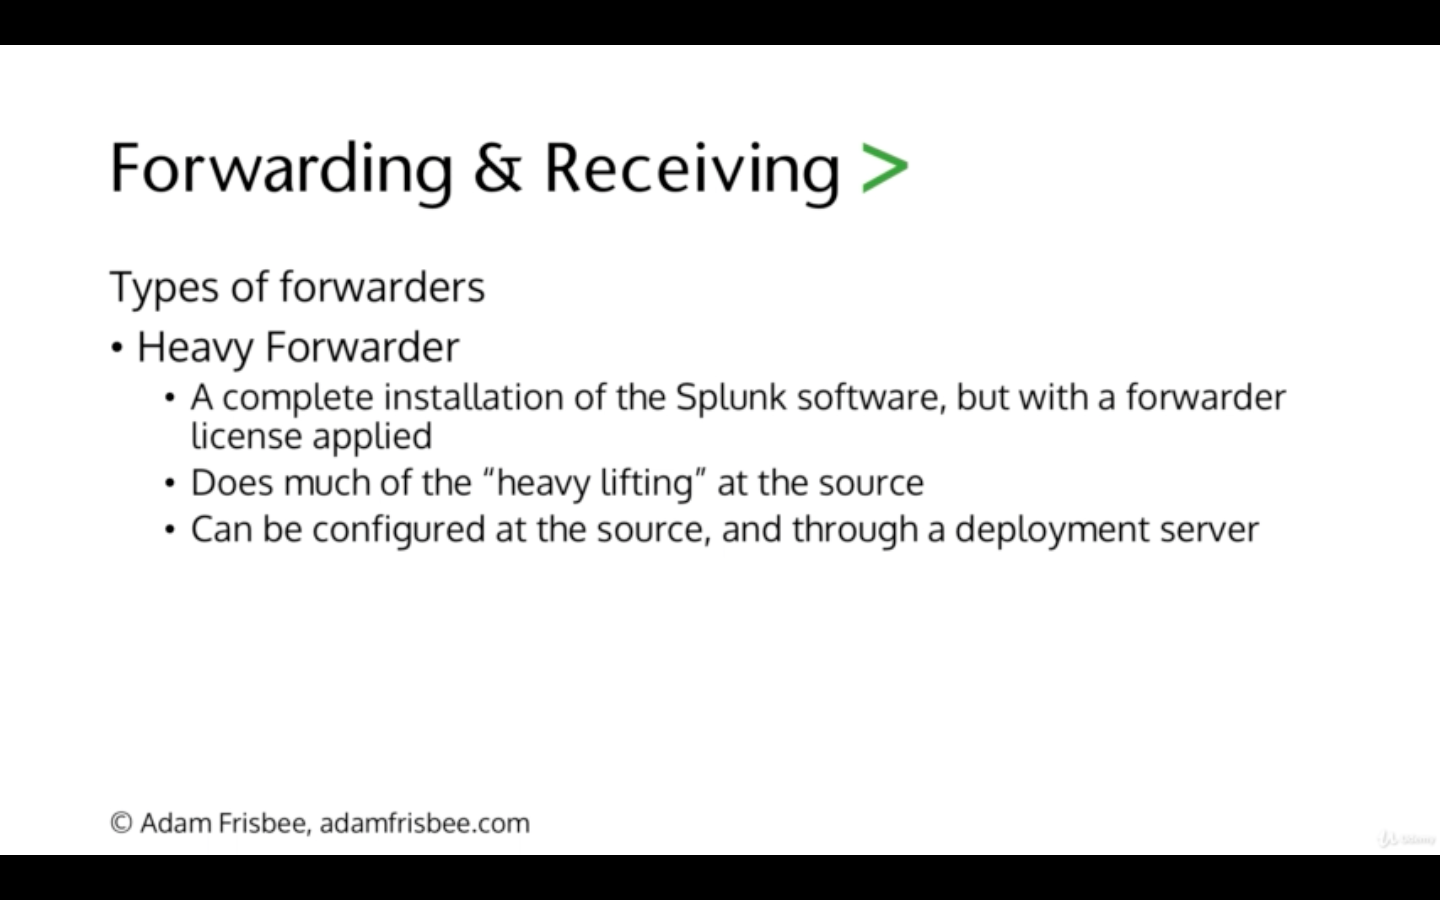 Forwarding & Receiving >
Types of forwarders
• Heavy Forwarder
• A complete installation of the Splunk software, but with a forwarder
license applied
• Does much of the “heavy lifting” at the source
• Can be configured at the source, and through a deployment server
© Adam Frisbee, adamfrisbee.com
Udemy